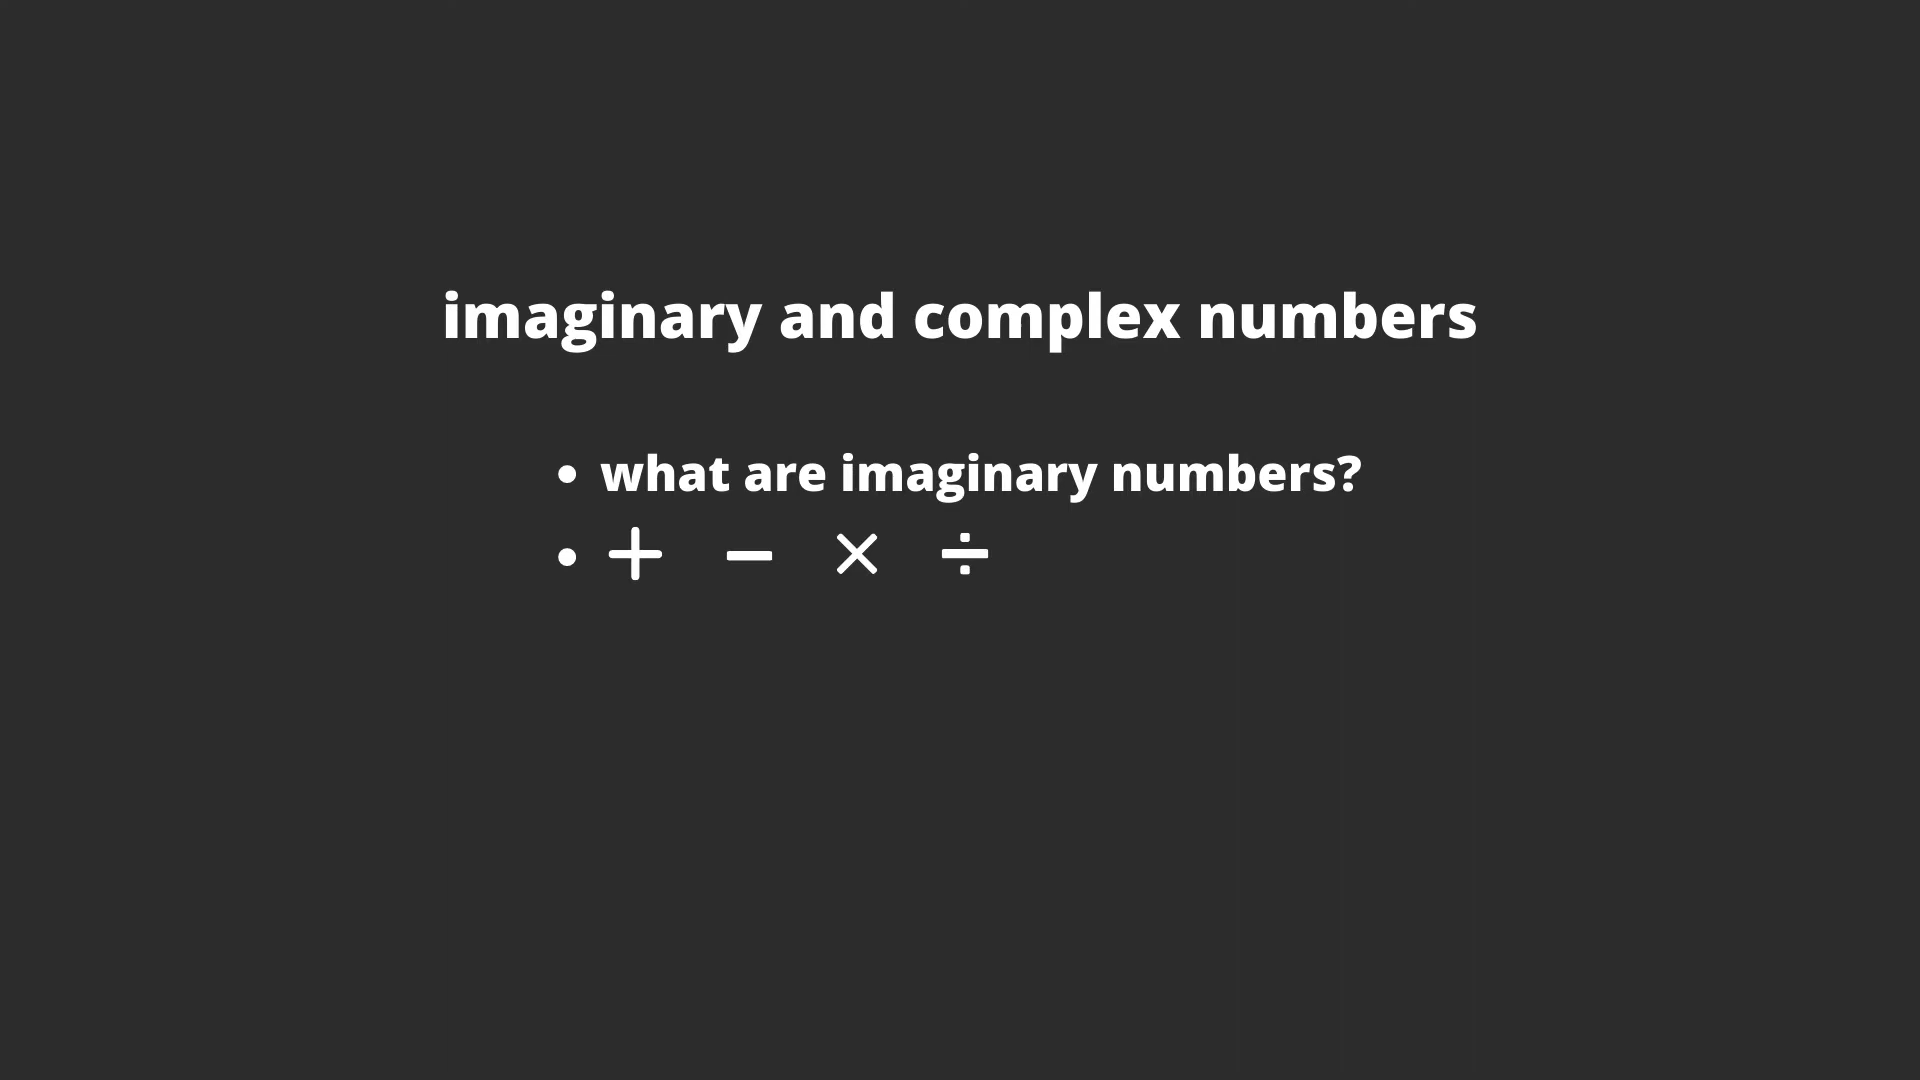 imaginary and complex numbers
• what are imaginary numbers?
• + − × ÷